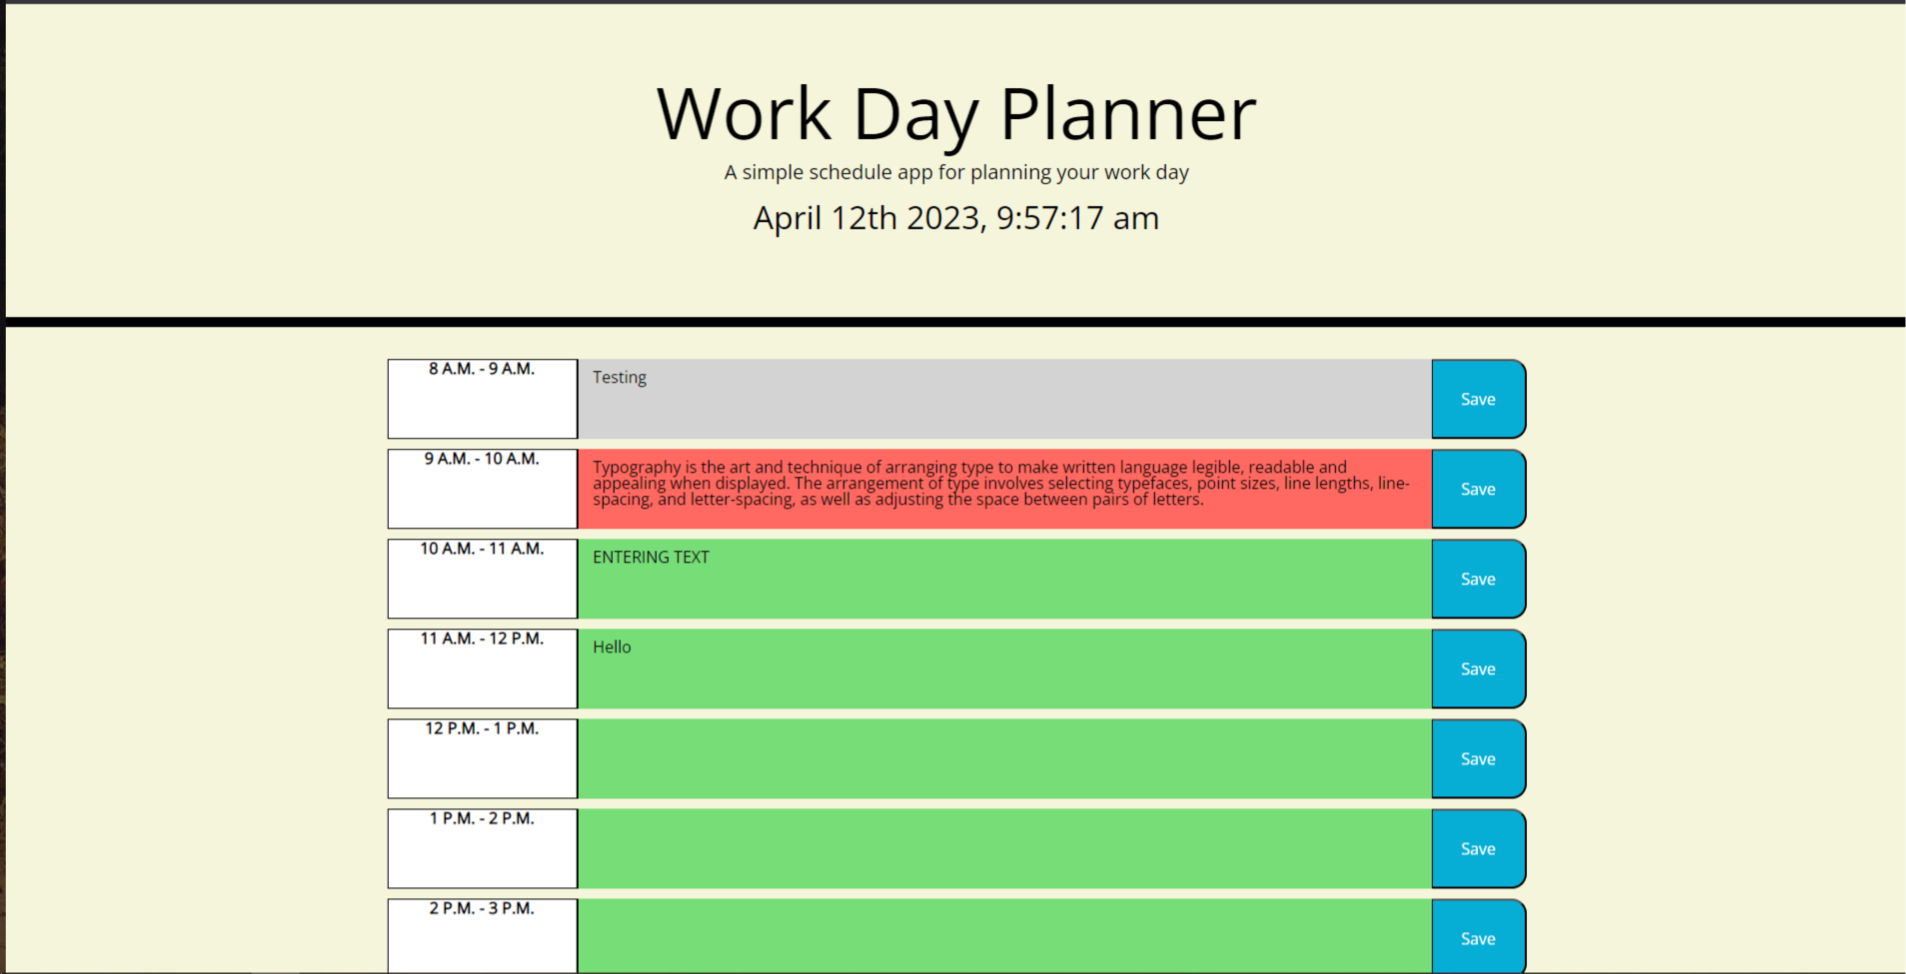 Work Day Planner
A simple schedule app for planning your work day
April 12th 2023, 9:57:17 am
8 A.M. - 9 A.M.
Testing
Save
9 A.M. - 10 A.M.
Typography is the art and technique of arranging type to make written language legible, readable and
appealing when displayed. The arrangement of type involves selecting typefaces, point sizes, line lengths, line-
spacing, and letter-spacing, as well as adjusting the space between pairs of letters.
Save
10 A.M. - 11 A.M.
ENTERING TEXT
Save
11 A.M. - 12 P.M.
Hello
Save
12 P.M. - 1 P.M.
Save
1 P.M. - 2 P.M.
Save
2 P.M. - 3 P.M.
Save